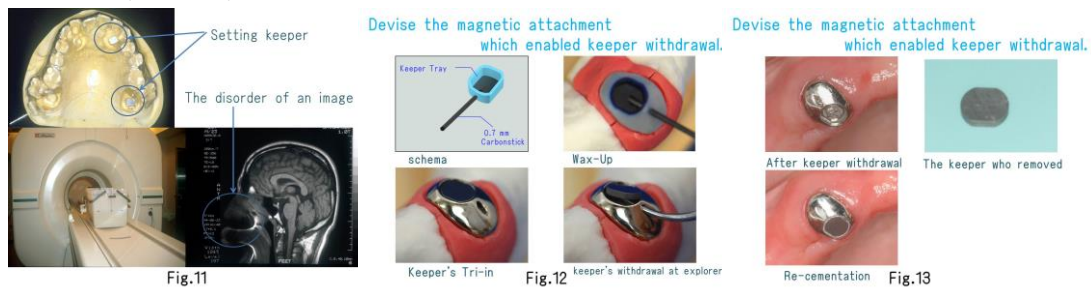 Setting keeper
The disorder of an image
Fig.11
Devise the magnetic attachment
which enabled keeper withdrawal.
Keeper Tray
0.7 mm
Carbonstick
schema
Wax-Up
Keeper's Tri-in
keeper's withdrawal at explorer
Fig.12
Devise the magnetic attachment
which enabled keeper withdrawal.
After keeper withdrawal
The keeper who removed
Re-cementation
Fig.13